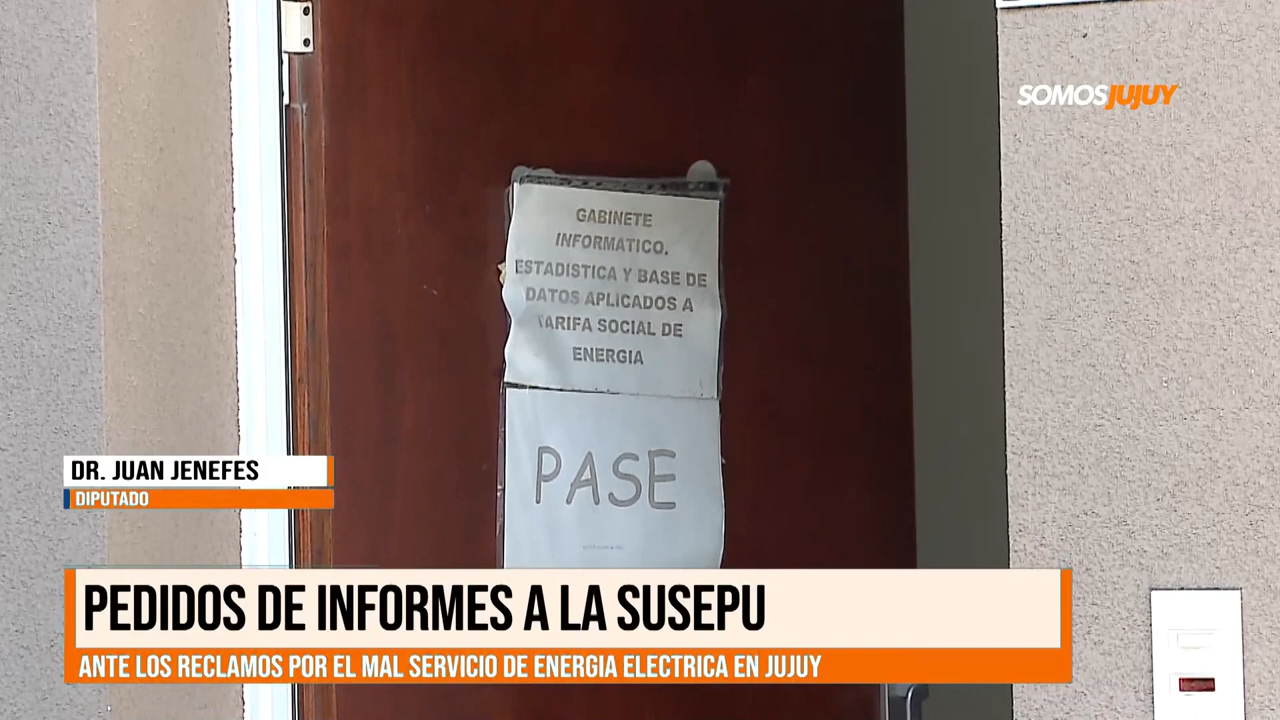 SOMOSJUJUY
GABINETE
INFORMATICO.
ESTADISTICA Y BASE DE
DATOS APLICADOS A
TARIFA SOCIAL DE
ENERGIA
PASE
DR. JUAN JENEFES
DIPUTADO
PEDIDOS DE INFORMES A LA SUSEPU
ANTE LOS RECLAMOS POR EL MAL SERVICIO DE ENERGIA ELECTRICA EN JUJUY